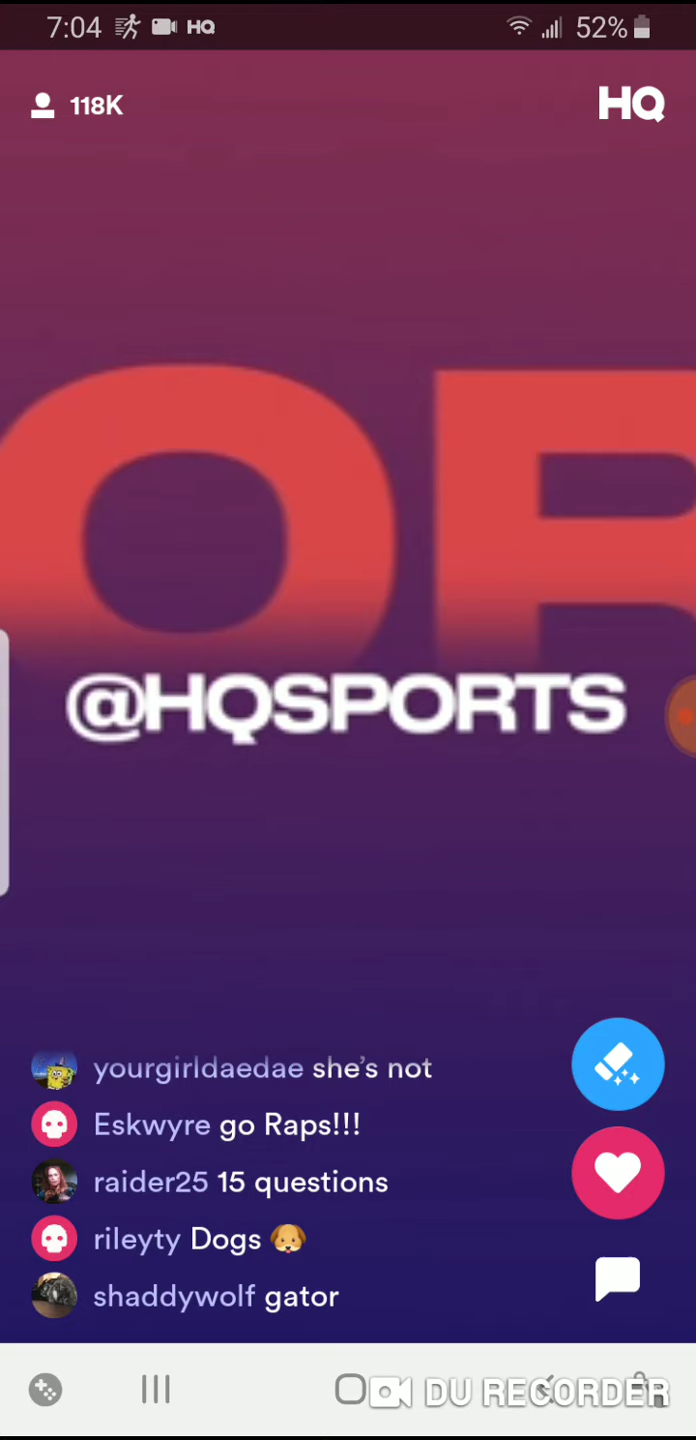 7:04 HQ 52%
118K HQ
OR
@HQSPORTS
yourgirldaedae she's not
Eskwyre go Raps!!!
raider25 15 questions
rileyty Dogs 🐶
shaddywolf gator
DU RECORDER